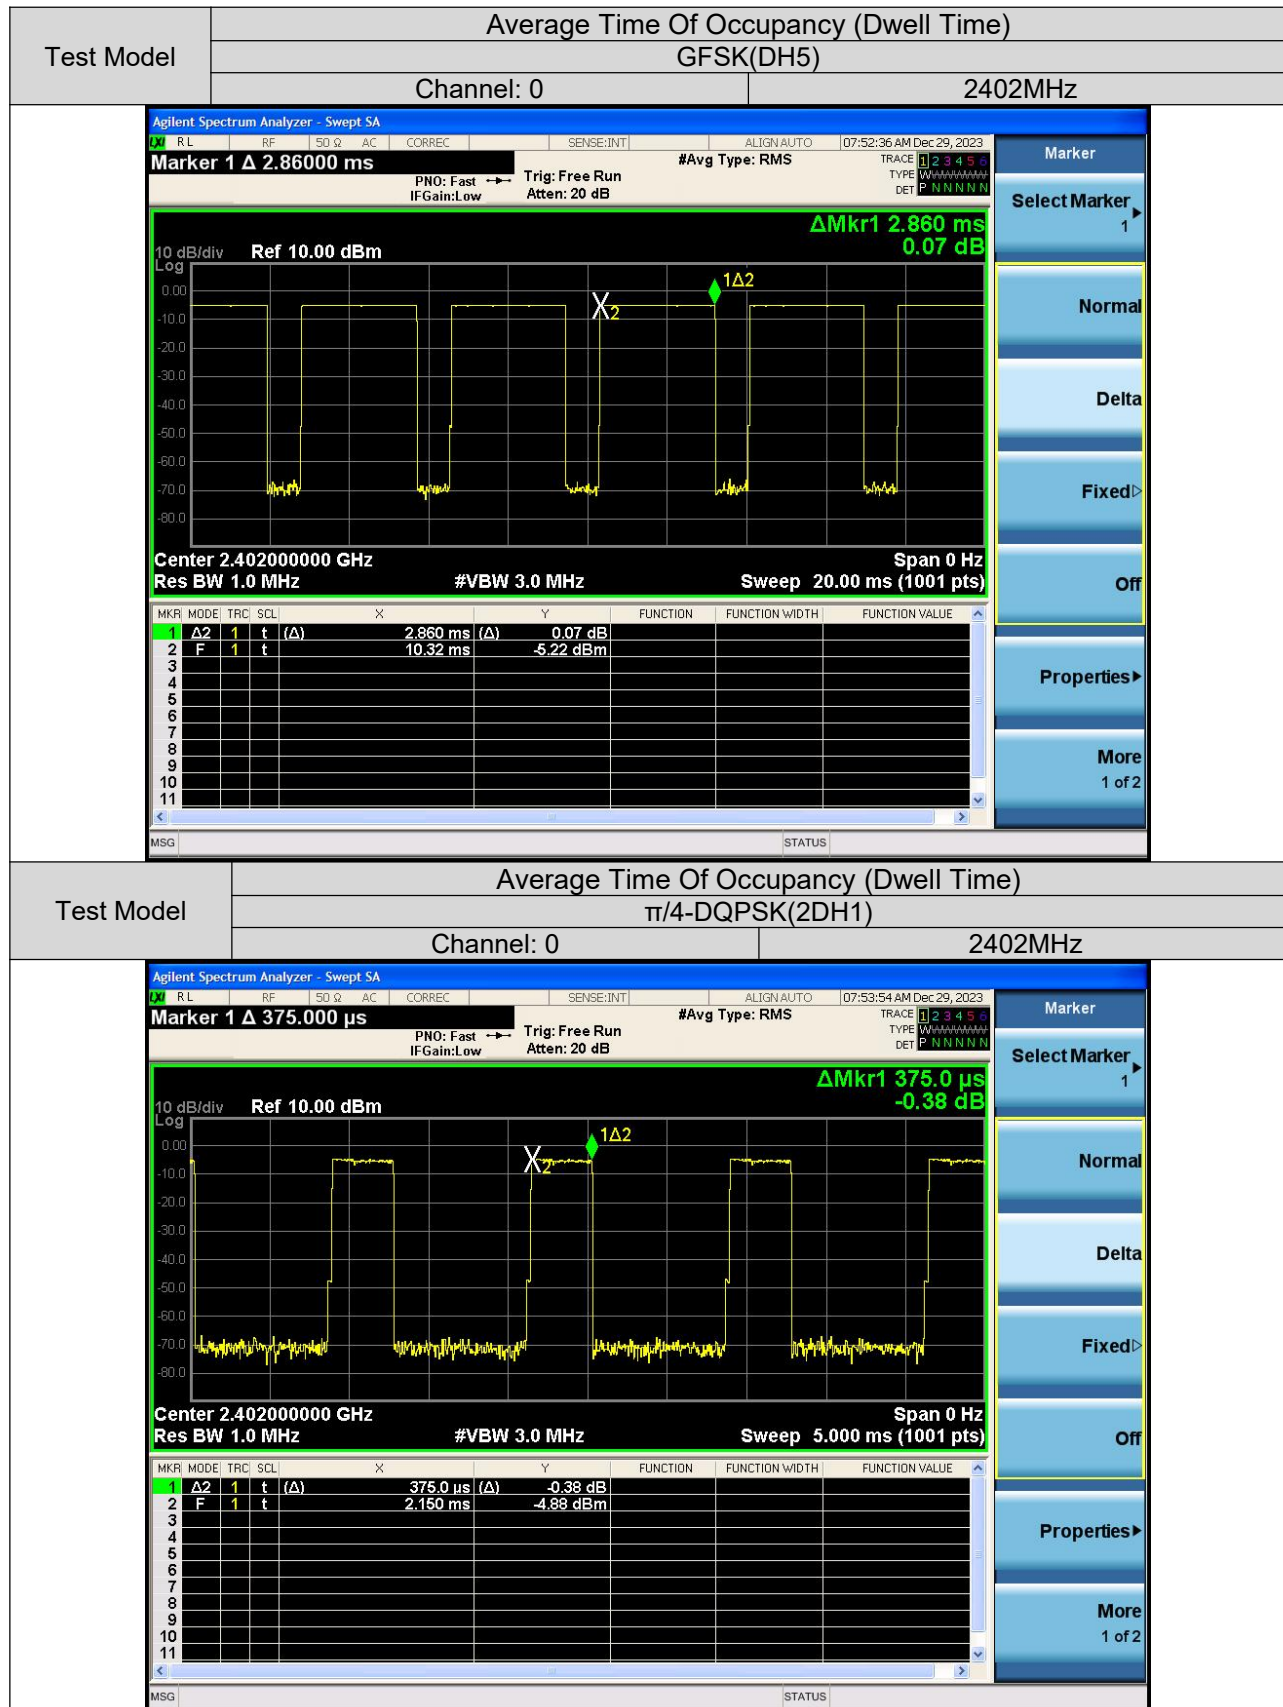 Test Model
Average Time Of Occupancy (Dwell Time)
GFSK(DH5)
Channel: 0 2402MHz
Agilent Spectrum Analyzer - Swept SA
LXI RL RF 50 Ω AC CORREC SENSE:INT ALIGN AUTO 07:52:36 AM Dec 29, 2023
Marker 1 Δ 2.86000 ms
PNO: Fast
IFGain:Low
Trig: Free Run
Atten: 20 dB
#Avg Type: RMS
TRACE 1 2 3 4 5 6
TYPE W
DET P N N N N N
ΔMkr1 2.860 ms
0.07 dB
10 dB/div Ref 10.00 dBm
Log
0.00
-10.0
-20.0
-30.0
-40.0
-50.0
-60.0
-70.0
-80.0
1Δ2
X2
Center 2.402000000 GHz Span 0 Hz
Res BW 1.0 MHz #VBW 3.0 MHz Sweep 20.00 ms (1001 pts)
MKR MODE TRC SCL X Y FUNCTION FUNCTION WIDTH FUNCTION VALUE
1 Δ2 1 t (Δ) 2.860 ms (Δ) 0.07 dB
2 F 1 t 10.32 ms -5.22 dBm
3
4
5
6
7
8
9
10
11
MSG STATUS
Marker
Select Marker
1
Normal
Delta
Fixed
Off
Properties
More
1 of 2
Test Model
Average Time Of Occupancy (Dwell Time)
π/4-DQPSK(2DH1)
Channel: 0 2402MHz
Agilent Spectrum Analyzer - Swept SA
LXI RL RF 50 Ω AC CORREC SENSE:INT ALIGN AUTO 07:53:54 AM Dec 29, 2023
Marker 1 Δ 375.000 µs
PNO: Fast
IFGain:Low
Trig: Free Run
Atten: 20 dB
#Avg Type: RMS
TRACE 1 2 3 4 5 6
TYPE W
DET P N N N N N
ΔMkr1 375.0 µs
-0.38 dB
10 dB/div Ref 10.00 dBm
Log
0.00
-10.0
-20.0
-30.0
-40.0
-50.0
-60.0
-70.0
-80.0
1Δ2
X2
Center 2.402000000 GHz Span 0 Hz
Res BW 1.0 MHz #VBW 3.0 MHz Sweep 5.000 ms (1001 pts)
MKR MODE TRC SCL X Y FUNCTION FUNCTION WIDTH FUNCTION VALUE
1 Δ2 1 t (Δ) 375.0 µs (Δ) -0.38 dB
2 F 1 t 2.150 ms -4.88 dBm
3
4
5
6
7
8
9
10
11
MSG STATUS
Marker
Select Marker
1
Normal
Delta
Fixed
Off
Properties
More
1 of 2